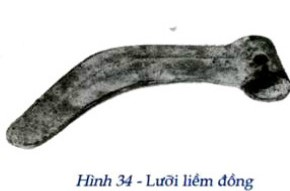 Hình 34 - Lưỡi liềm đồng